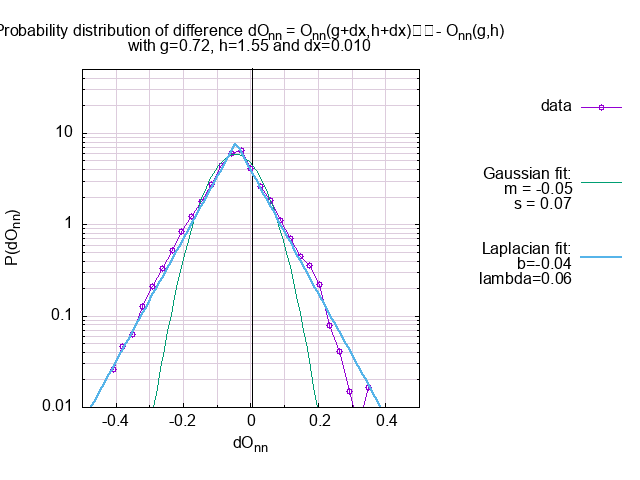 Probability distribution of difference dOnn = Onn(g+dx,h+dx) - Onn(g,h)
with g=0.72, h=1.55 and dx=0.010
data
Gaussian fit:
m = -0.05
s = 0.07
Laplacian fit:
b=-0.04
lambda=0.06
P(dOnn)
10
1
0.1
0.01
-0.4 -0.2 0 0.2 0.4
dOnn